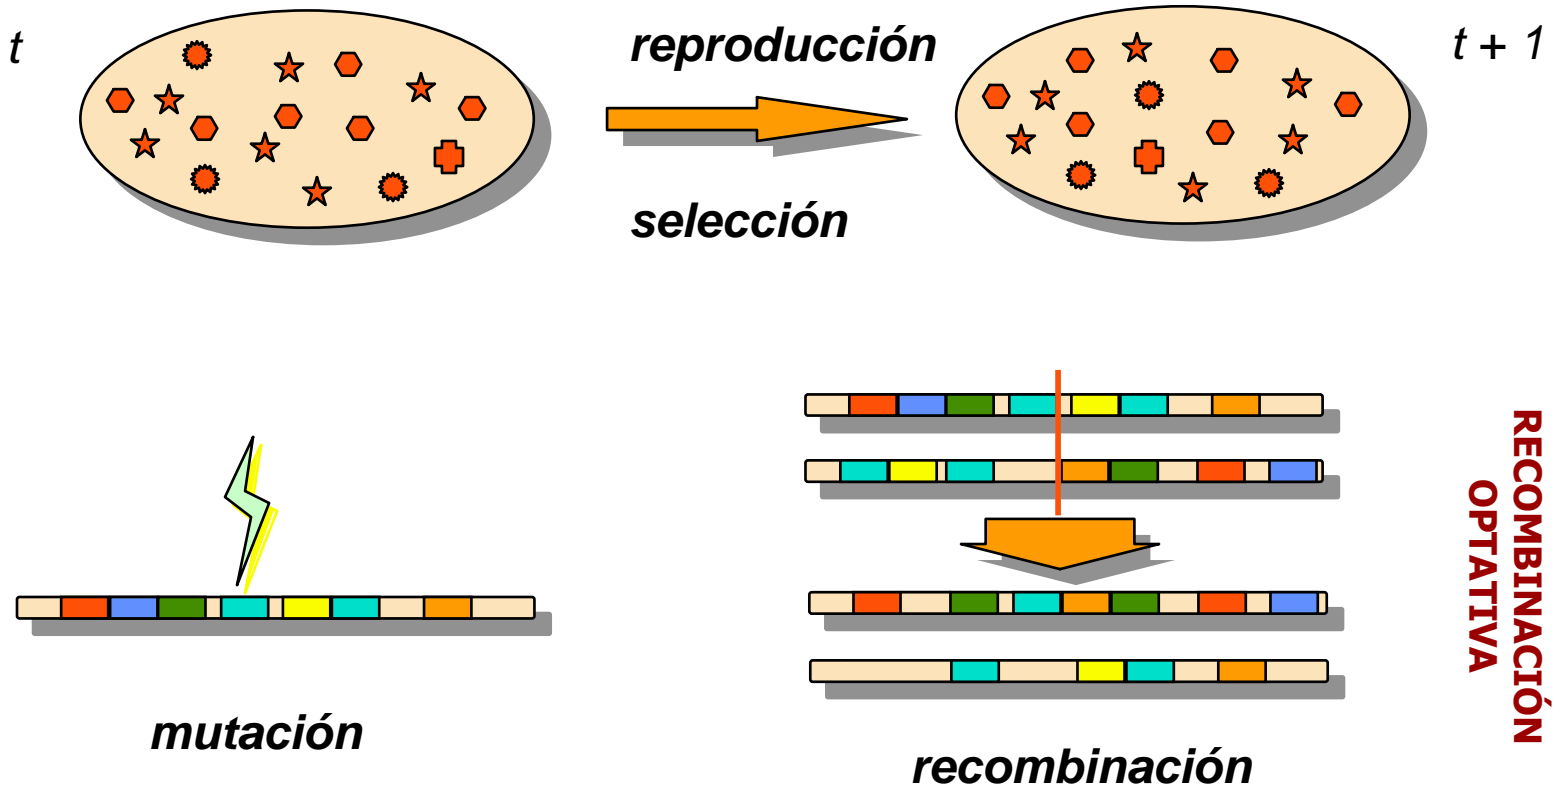 t
reproducción
t + 1
selección
RECOMBINACIÓN
OPTATIVA
mutación
recombinación